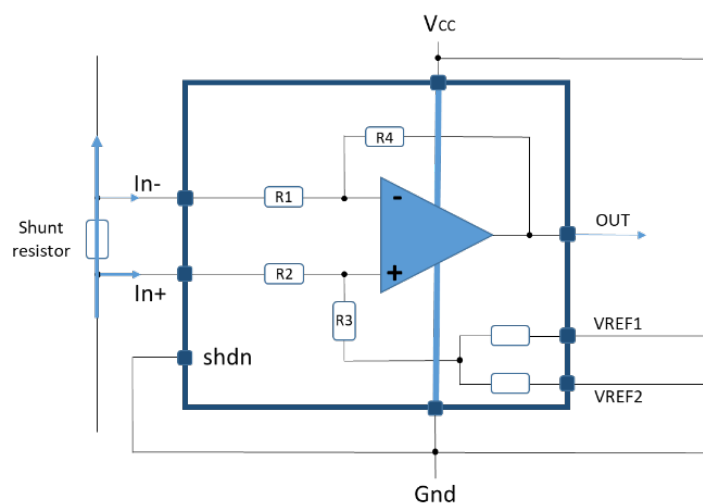 Vcc
R4
In-
R1
-
Shunt
resistor
OUT
R2
+
In+
R3
VREF1
shdn
VREF2
Gnd